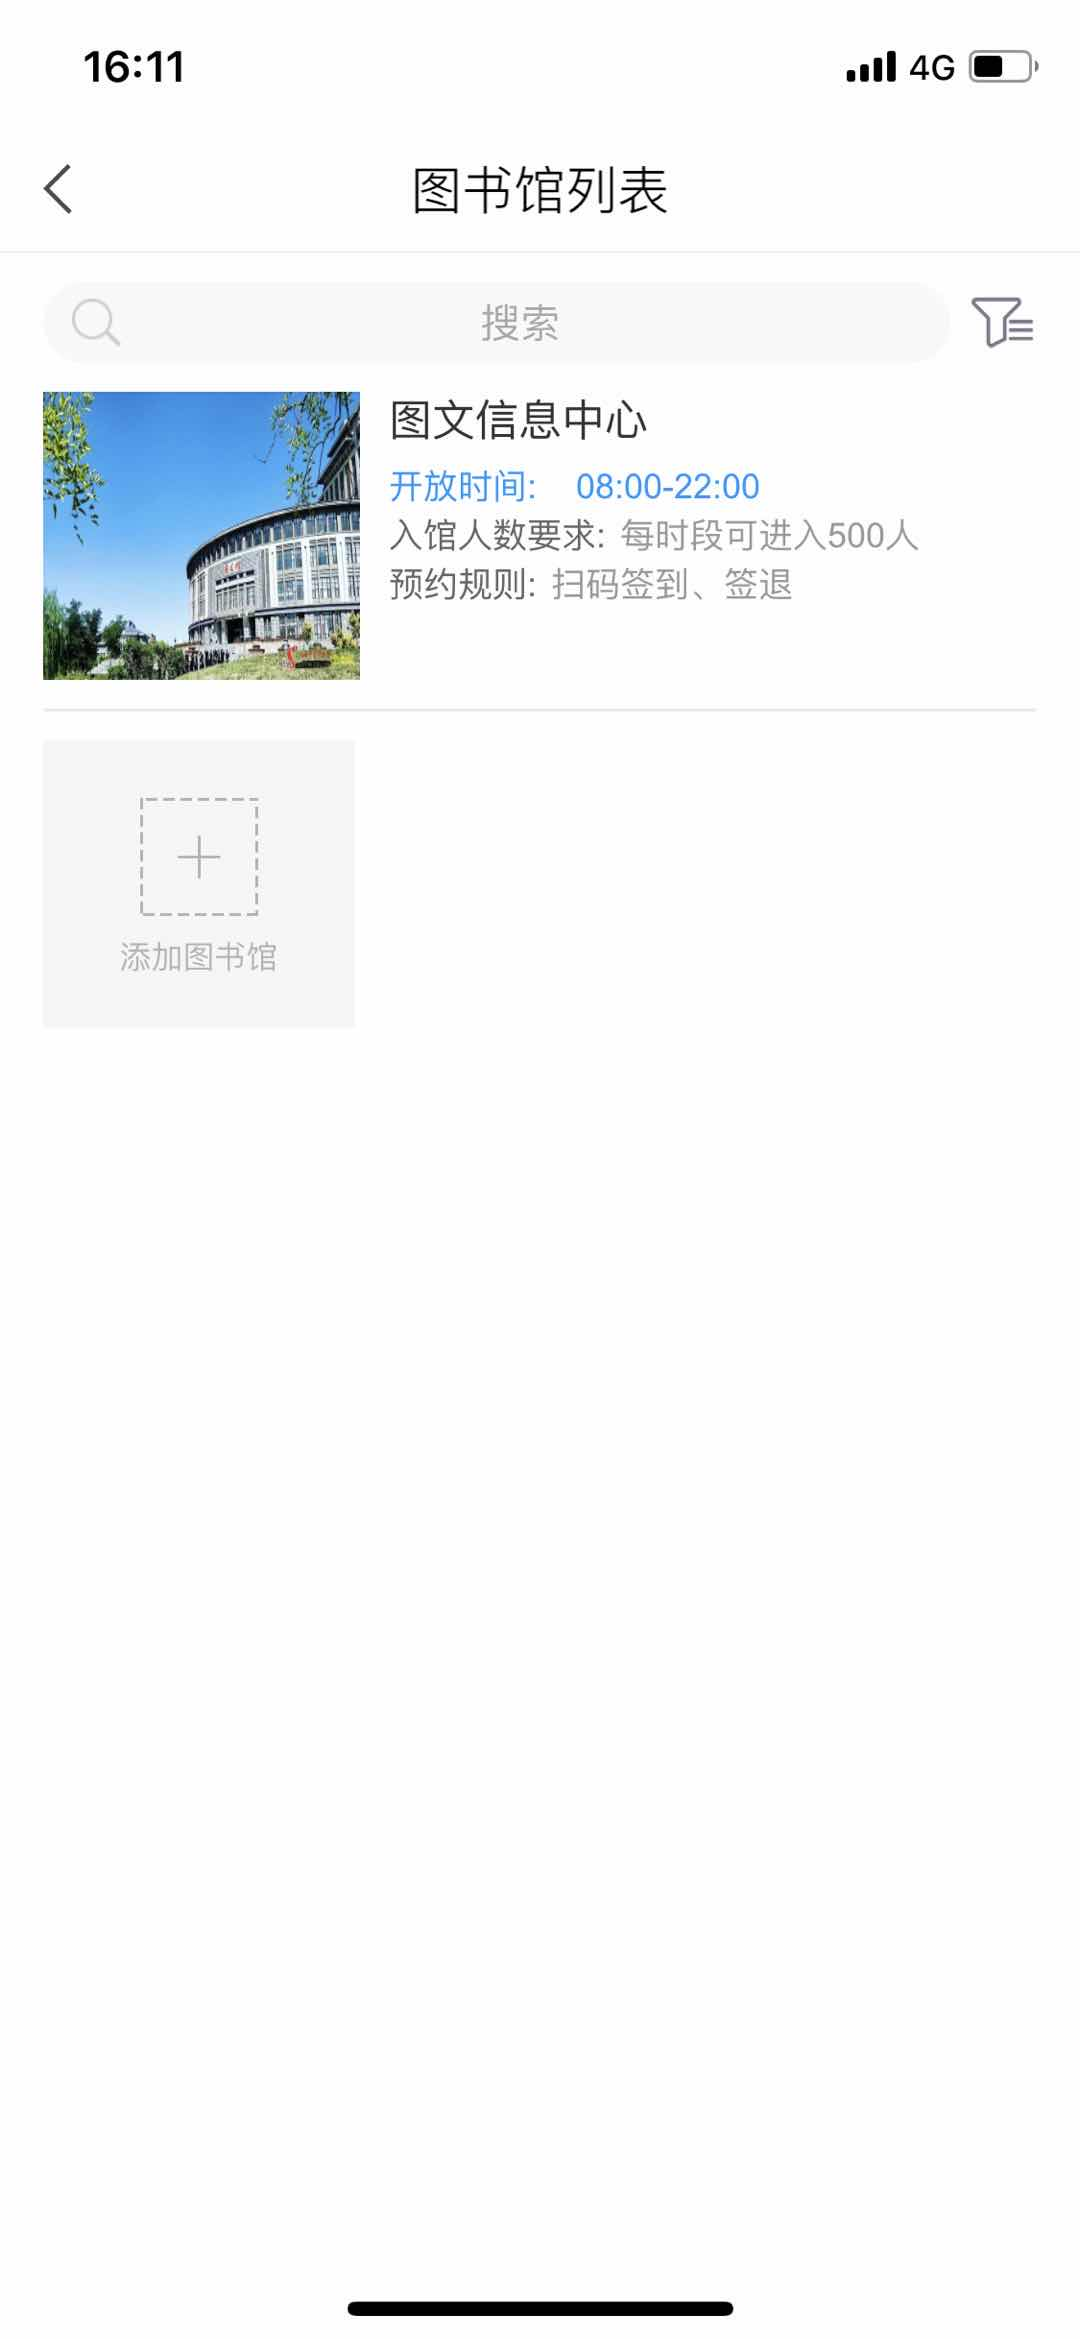 16:11
4G
图书馆列表
搜索
图文信息中心
开放时间: 08:00-22:00
入馆人数要求: 每时段可进入500人
预约规则: 扫码签到、签退
添加图书馆